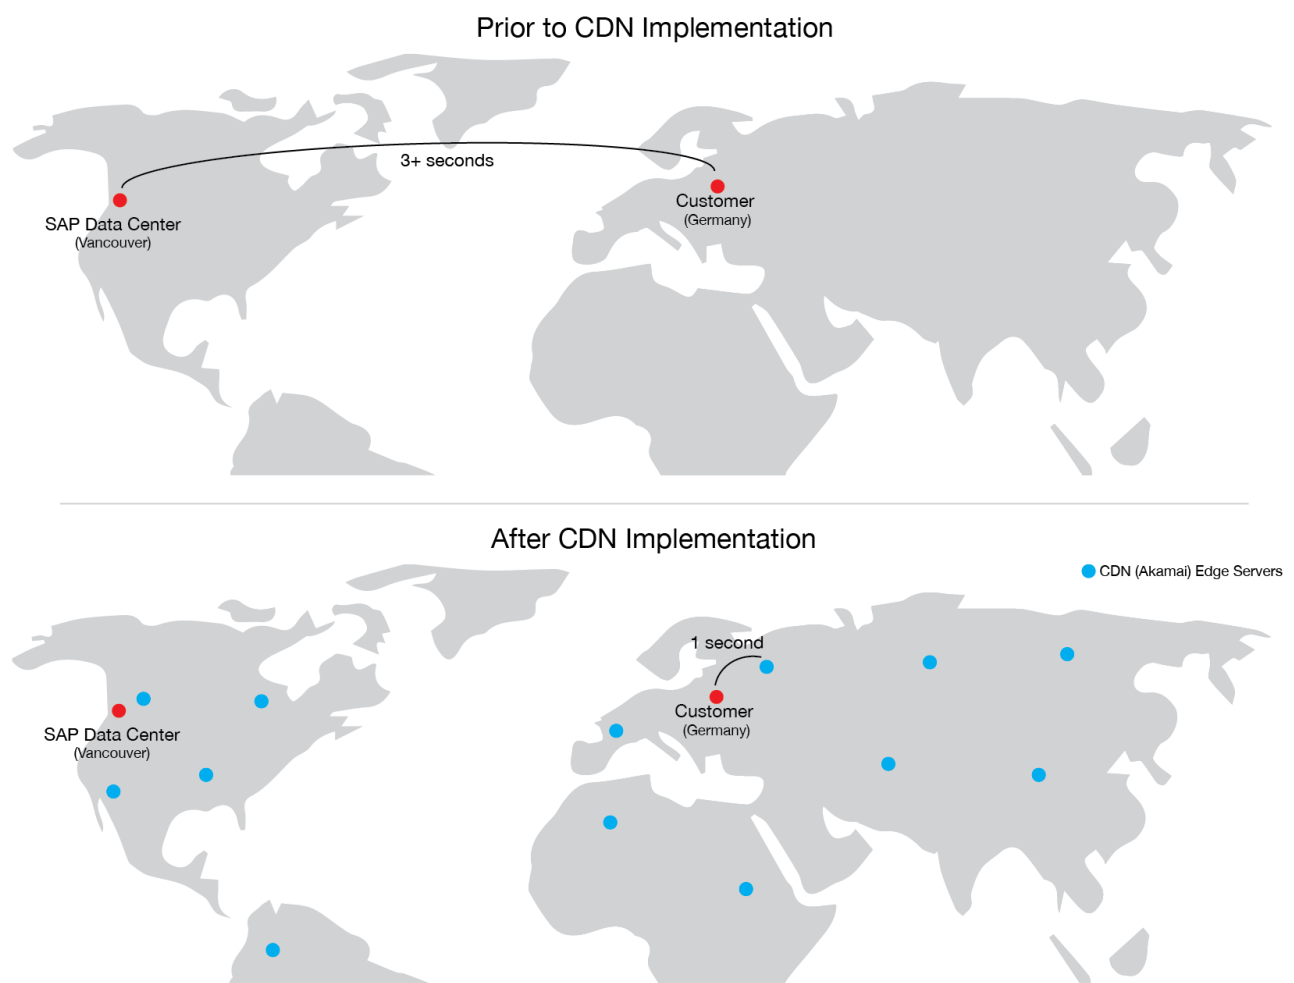 Prior to CDN Implementation
3+ seconds
SAP Data Center
(Vancouver)
Customer
(Germany)
After CDN Implementation
CDN (Akamai) Edge Servers
1 second
SAP Data Center
(Vancouver)
Customer
(Germany)